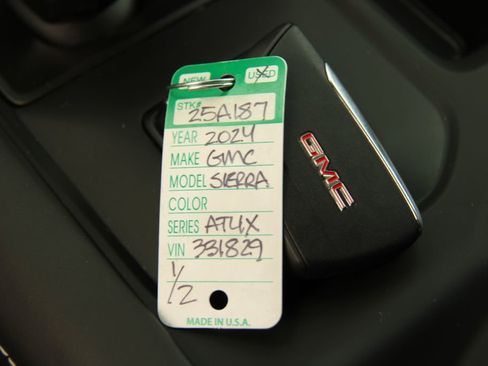 NEW USED
STK# 25A187
YEAR 2024
MAKE GMC
MODEL SIERRA
COLOR
SERIES AT4X
VIN 331829
1/2
MADE IN U.S.A.
GMC